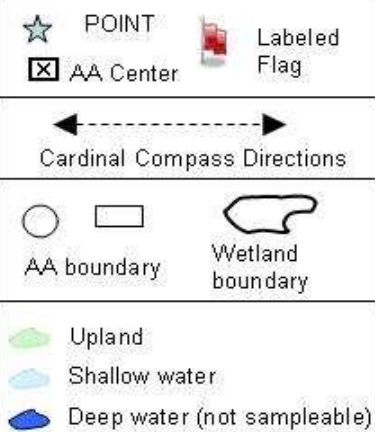 POINT
Labeled
Flag
AA Center
Cardinal Compass Directions
AA boundary
Wetland
boundary
Upland
Shallow water
Deep water (not sampleable)